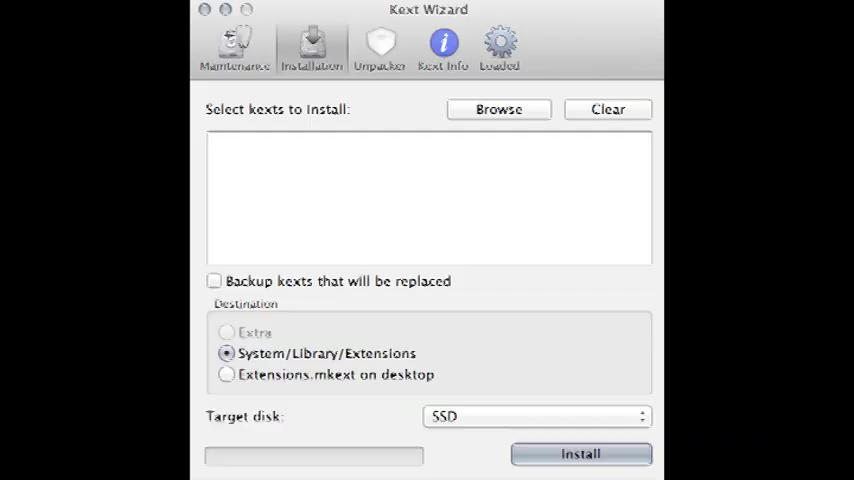 Kext Wizard
Maintenance Installation Unpacker Kext Info Loaded
Select kexts to install: Browse Clear
Backup kexts that will be replaced
Destination
Extra
System/Library/Extensions
Extensions.mkext on desktop
Target disk: SSD
Install